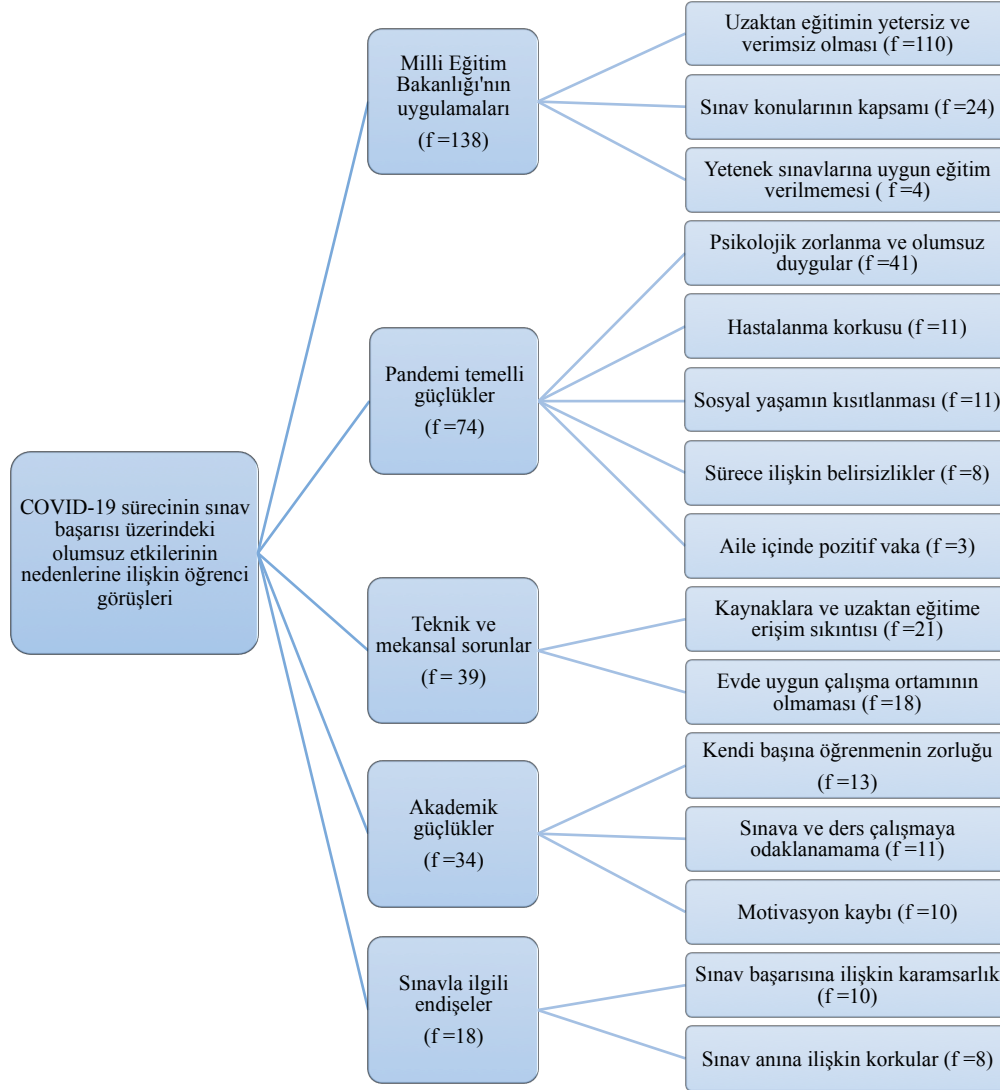 COVID-19 sürecinin sınav
başarısı üzerindeki
olumsuz etkilerinin
nedenlerine ilişkin öğrenci
görüşleri
Milli Eğitim
Bakanlığı'nın
uygulamaları
(f =138)
Uzaktan eğitimin yetersiz ve
verimsiz olması (f =110)
Sınav konularının kapsamı (f =24)
Yetenek sınavlarına uygun eğitim
verilmemesi ( f =4)
Pandemi temelli
güçlükler
(f =74)
Psikolojik zorlanma ve olumsuz
duygular (f =41)
Hastalanma korkusu (f =11)
Sosyal yaşamın kısıtlanması (f =11)
Sürece ilişkin belirsizlikler (f =8)
Aile içinde pozitif vaka (f =3)
Teknik ve
mekansal sorunlar
(f = 39)
Kaynaklara ve uzaktan eğitime
erişim sıkıntısı (f =21)
Evde uygun çalışma ortamının
olmaması (f =18)
Akademik
güçlükler
(f =34)
Kendi başına öğrenmenin zorluğu
(f =13)
Sınava ve ders çalışmaya
odaklanamama (f =11)
Motivasyon kaybı (f =10)
Sınavla ilgili
endişeler
(f =18)
Sınav başarısına ilişkin karamsarlık
(f =10)
Sınav anına ilişkin korkular (f =8)